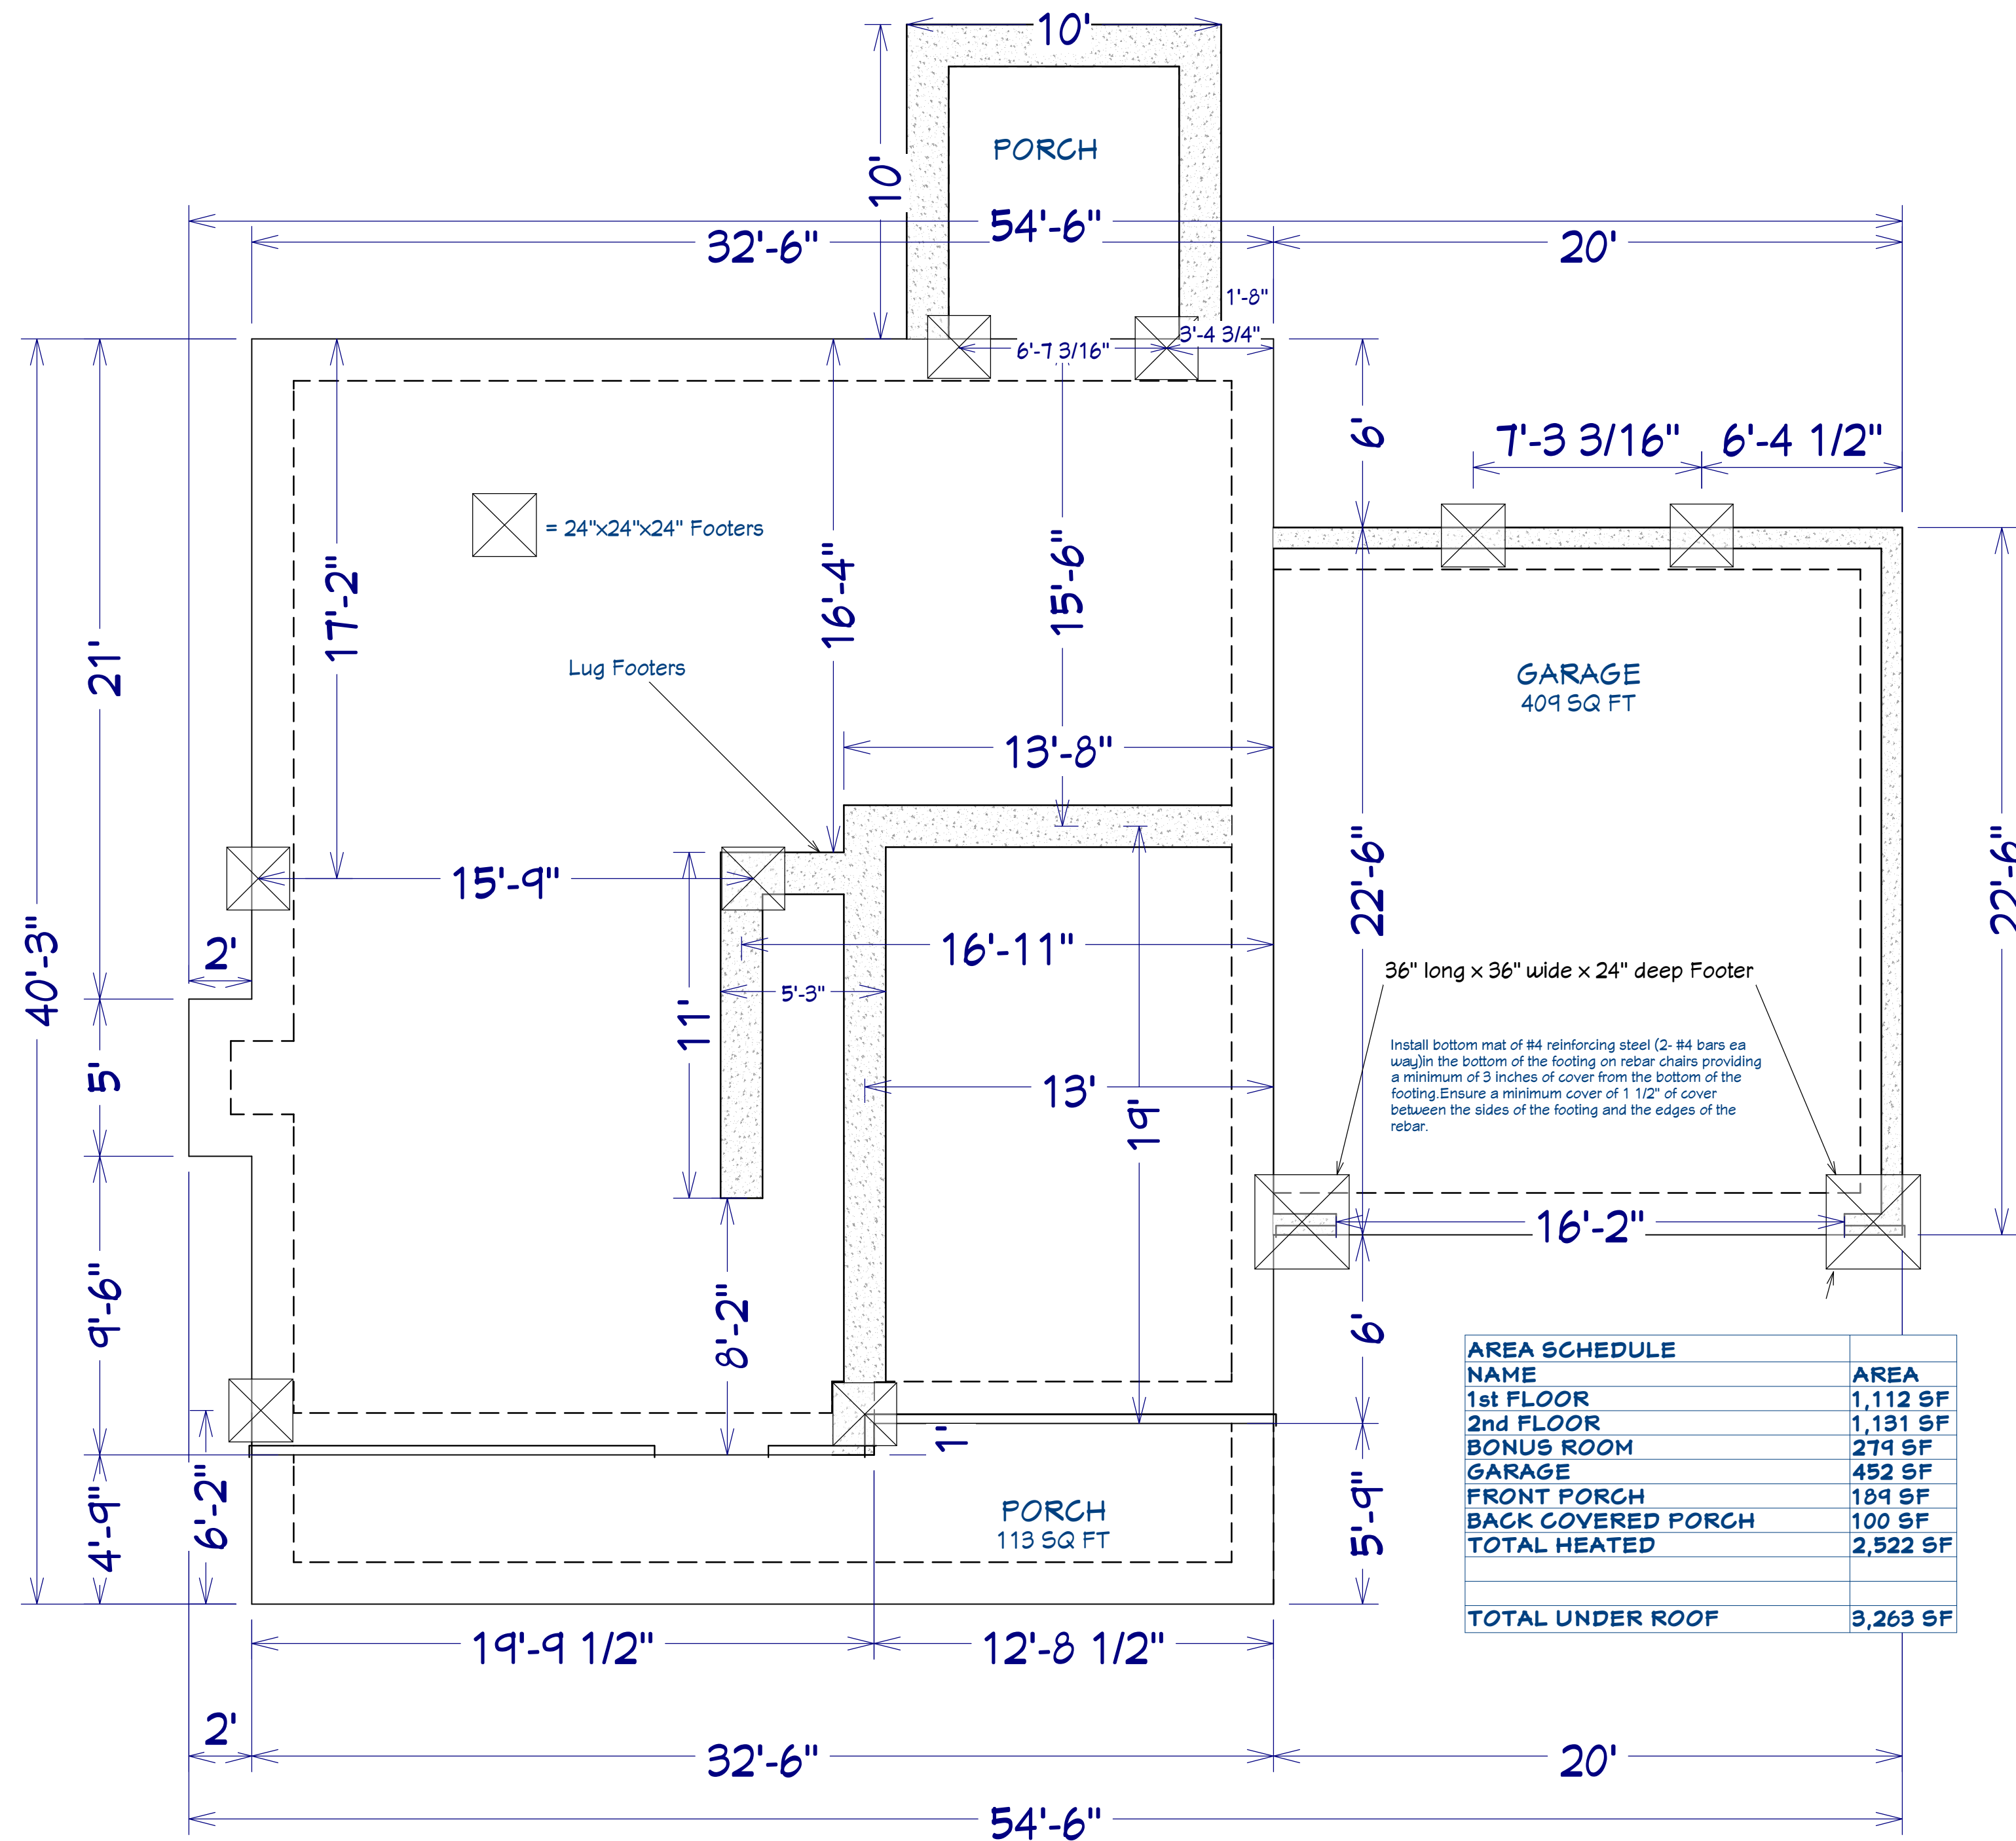 10'
10'
PORCH
54'-6"
32'-6"
20'
1'-8"
3'-4 3/4"
6'-7 3/16"
6'
7'-3 3/16"
6'-4 1/2"
= 24"x24"x24" Footers
17'-2"
16'-4"
15'-6"
21'
Lug Footers
GARAGE
409 SQ FT
13'-8"
15'-9"
22'-6"
22'-6"
40'-3"
2'
16'-11"
5'-3"
11'
36" long x 36" wide x 24" deep Footer
Install bottom mat of #4 reinforcing steel (2- #4 bars ea
way)in the bottom of the footing on rebar chairs providing
a minimum of 3 inches of cover from the bottom of the
footing.Ensure a minimum cover of 1 1/2" of cover
between the sides of the footing and the edges of the
rebar.
5'
13'
19'
16'-2"
9'-6"
8'-2"
6'
1'
AREA SCHEDULE
NAME AREA
1st FLOOR 1,112 SF
2nd FLOOR 1,131 SF
BONUS ROOM 279 SF
GARAGE 452 SF
FRONT PORCH 189 SF
BACK COVERED PORCH 100 SF
TOTAL HEATED 2,522 SF
TOTAL UNDER ROOF 3,263 SF
4'-9"
6'-2"
PORCH
113 SQ FT
5'-9"
19'-9 1/2"
12'-8 1/2"
2'
32'-6"
20'
54'-6"